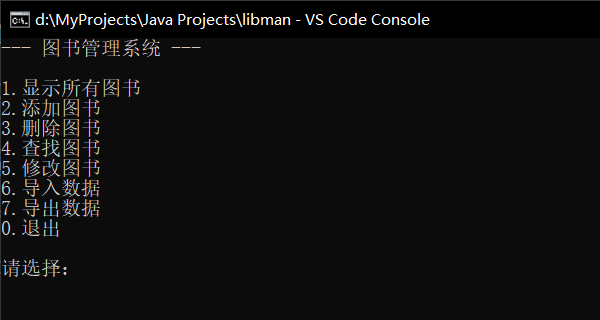 d:\MyProjects\Java Projects\libman - VS Code Console
--- 图书管理系统 ---
1.显示所有图书
2.添加图书
3.删除图书
4.查找图书
5.修改图书
6.导入数据
7.导出数据
0.退出
请选择: